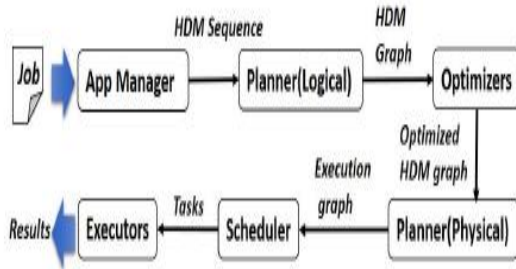 HDM Sequence
HDM
Graph
Job
App Manager
Planner(Logical)
Optimizers
Optimized
HDM graph
Execution
graph
Tasks
Results
Executors
Scheduler
Planner(Physical)